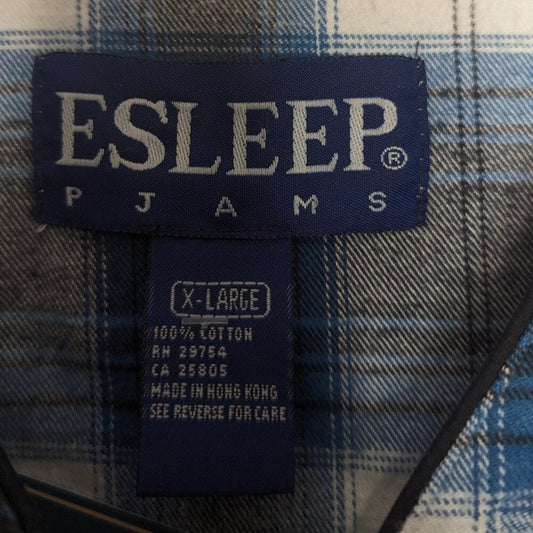 ESLEEP®
PJAMS
X-LARGE
100% COTTON
RN 29754
CA 25805
MADE IN HONG KONG
SEE REVERSE FOR CARE